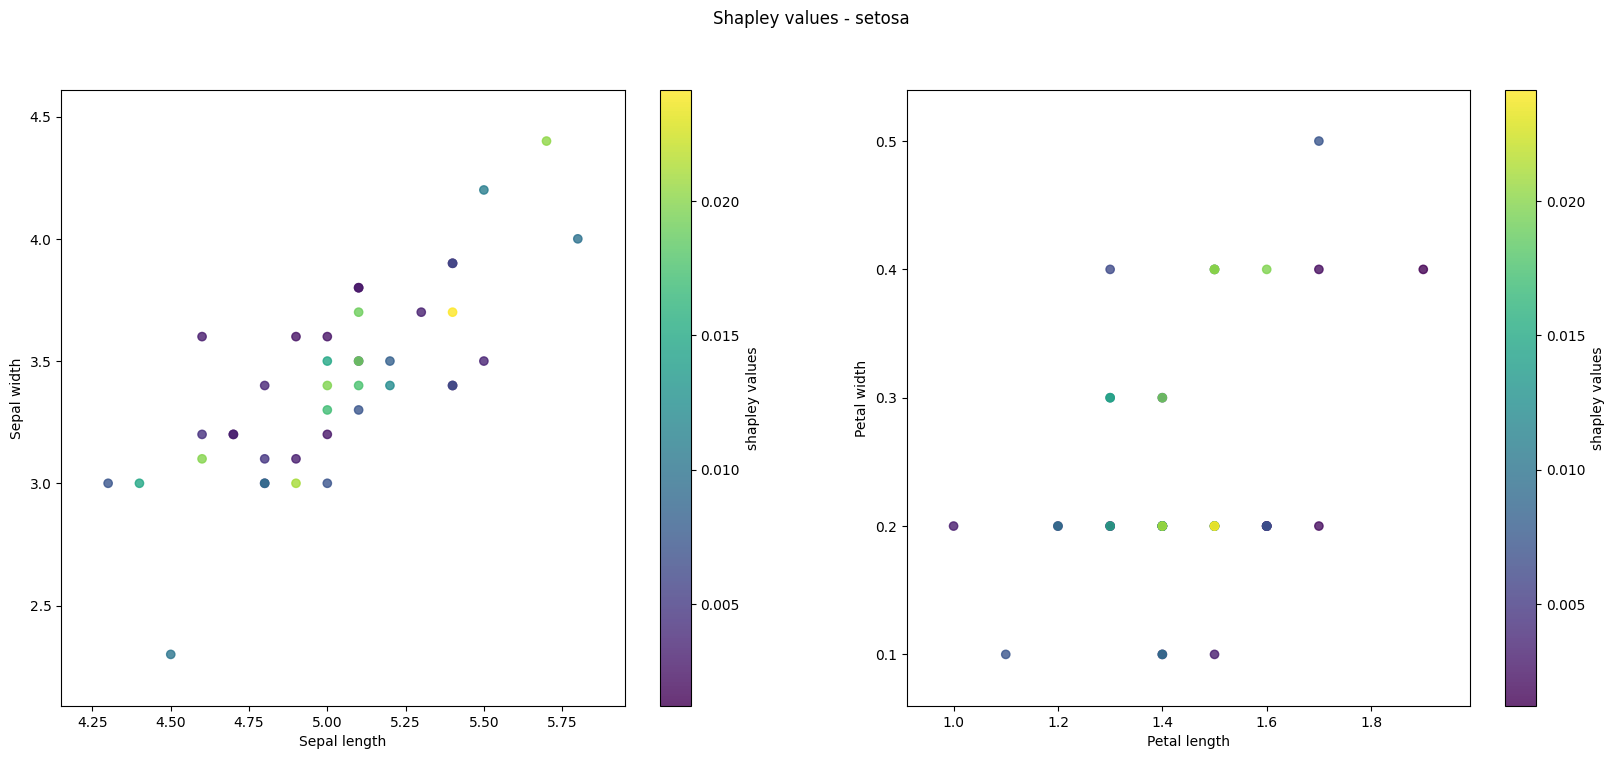 Shapley values - setosa
4.5
4.0
3.5
3.0
2.5
Sepal width
4.25 4.50 4.75 5.00 5.25 5.50 5.75
Sepal length
0.020
0.015
0.010
0.005
shapley values
0.5
0.4
0.3
0.2
0.1
Petal width
1.0 1.2 1.4 1.6 1.8
Petal length
0.020
0.015
0.010
0.005
shapley values